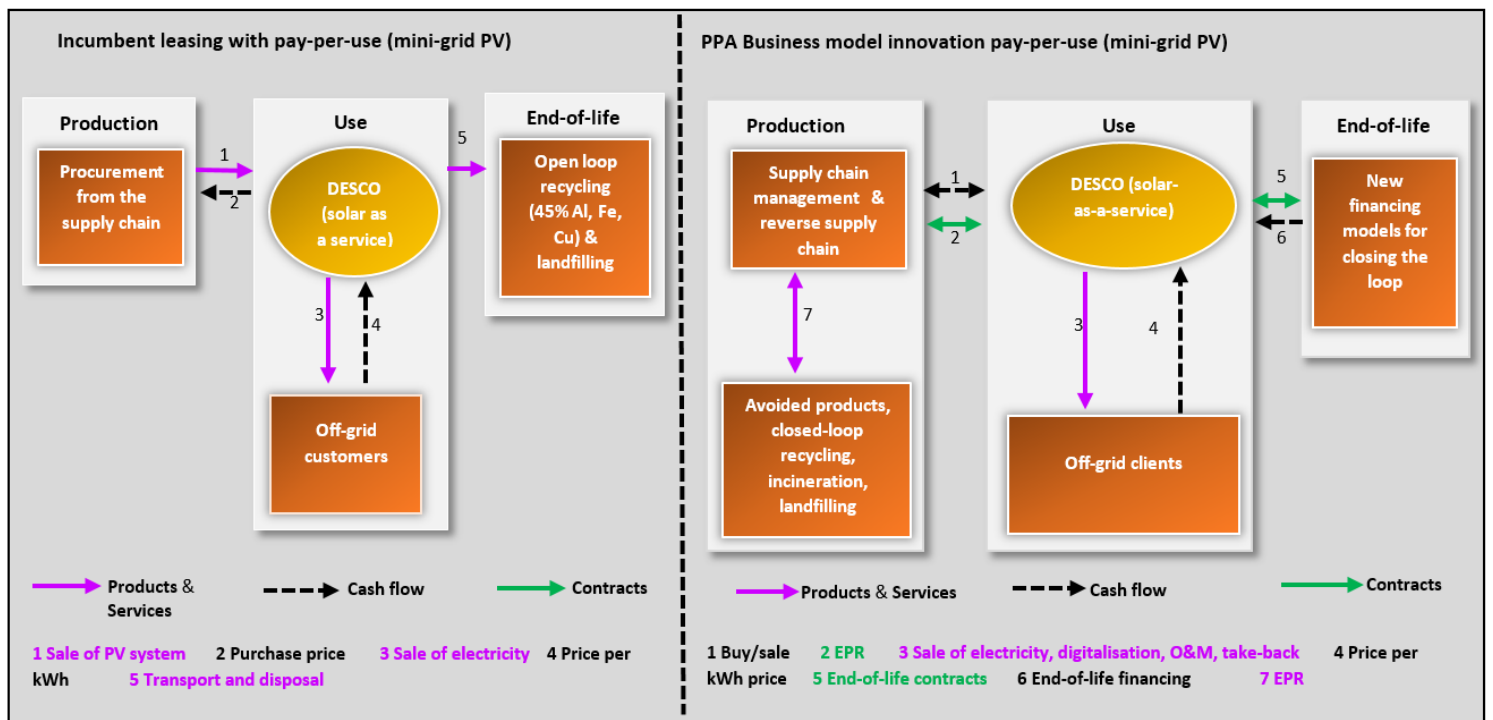 Incumbent leasing with pay-per-use (mini-grid PV)
Production
Procurement
from the
supply chain
1
2
Use
DESCO
(solar as
a service)
3
4
Off-grid
customers
5
End-of-life
Open loop
recycling
(45% Al, Fe,
Cu) &
landfilling
Products &
Services
Cash flow
Contracts
1 Sale of PV system 2 Purchase price 3 Sale of electricity 4 Price per
kWh 5 Transport and disposal
PPA Business model innovation pay-per-use (mini-grid PV)
Production
Supply chain
management &
reverse supply
chain
7
Avoided products,
closed-loop
recycling,
incineration,
landfilling
1
2
Use
DESCO (solar-
as-a-service)
3
4
Off-grid clients
5
6
End-of-life
New
financing
models for
closing the
loop
Products & Services
Cash flow
Contracts
1 Buy/sale 2 EPR 3 Sale of electricity, digitalisation, O&M, take-back 4 Price per
kWh price 5 End-of-life contracts 6 End-of-life financing 7 EPR